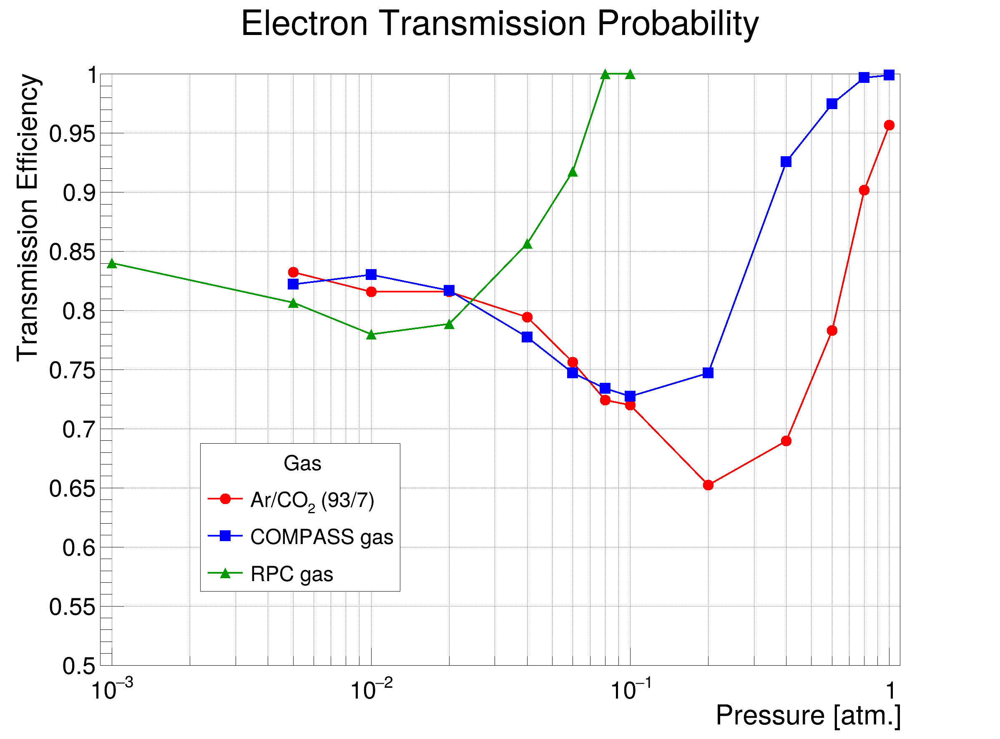 Electron Transmission Probability
Transmission Efficiency
1
0.95
0.9
0.85
0.8
0.75
0.7
0.65
0.6
0.55
0.5
Gas
Ar/CO₂ (93/7)
COMPASS gas
RPC gas
10⁻³ 10⁻² 10⁻¹ 1
Pressure [atm.]